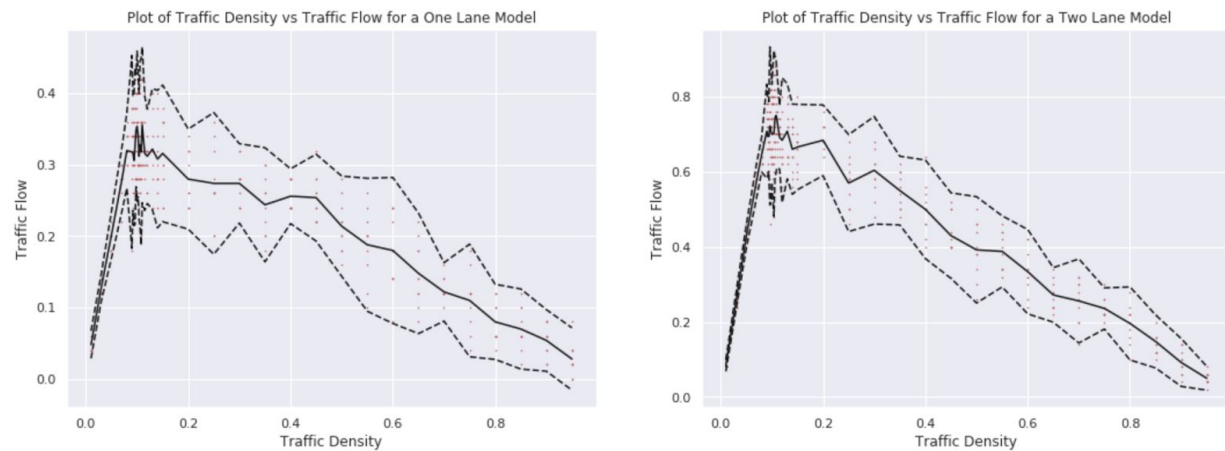 Plot of Traffic Density vs Traffic Flow for a One Lane Model
Traffic Flow
0.4
0.3
0.2
0.1
0.0
0.0 0.2 0.4 0.6 0.8
Traffic Density
Plot of Traffic Density vs Traffic Flow for a Two Lane Model
Traffic Flow
0.8
0.6
0.4
0.2
0.0
0.0 0.2 0.4 0.6 0.8
Traffic Density